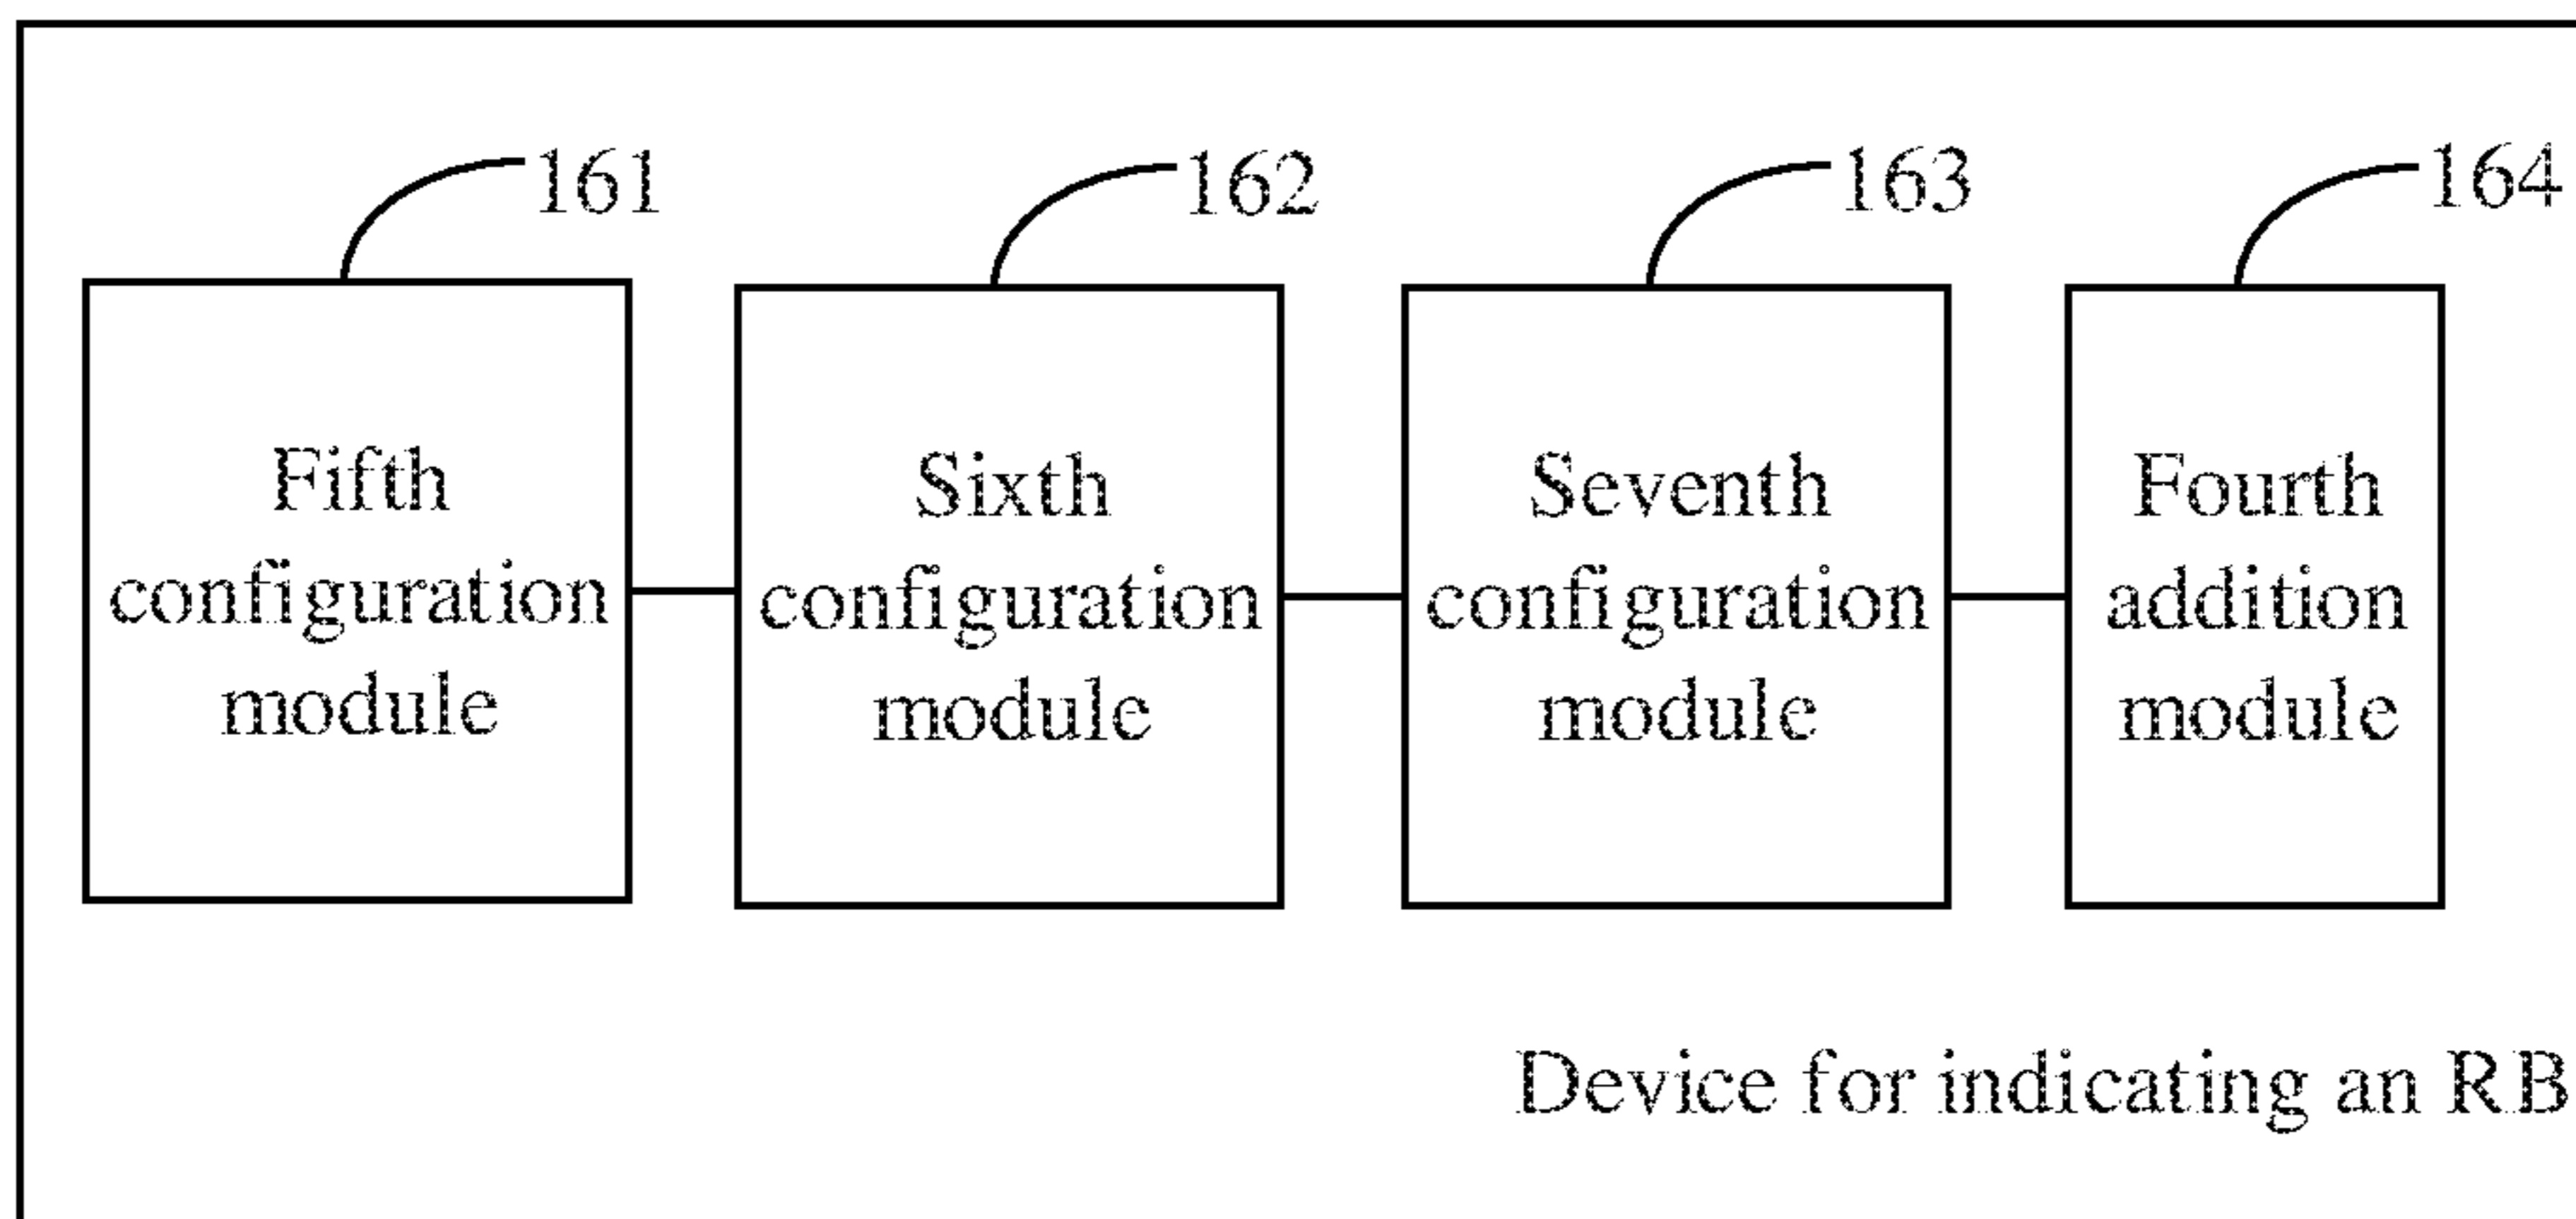 161
162
163
164
Fifth
configuration
module
Sixth
configuration
module
Seventh
configuration
module
Fourth
addition
module
Device for indicating an RB